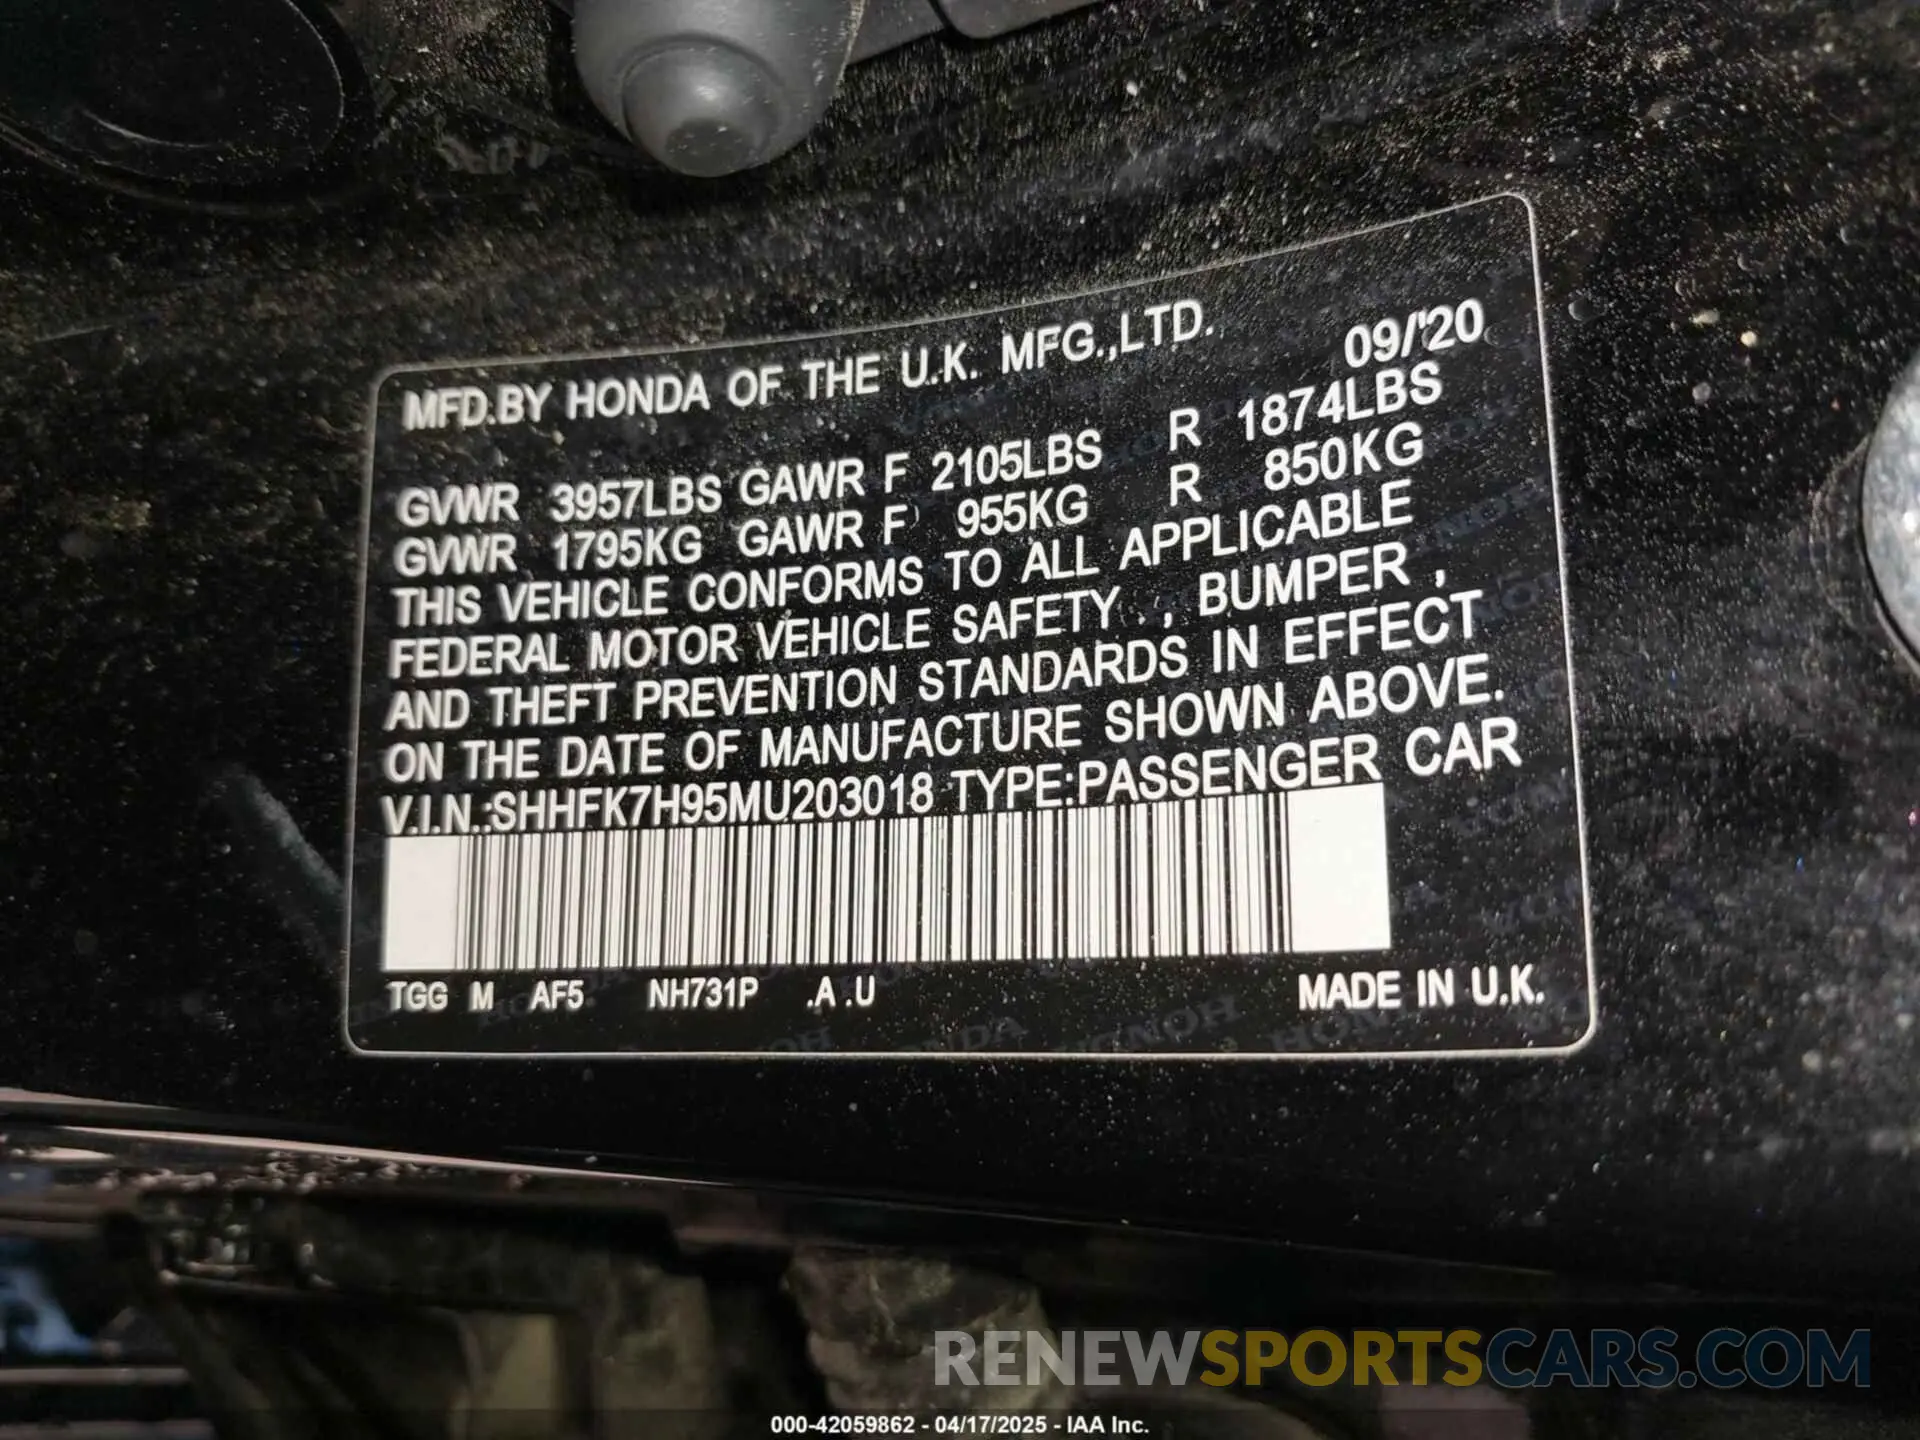 MFD.BY HONDA OF THE U.K. MFG.,LTD.
09/'20
GVWR 3957LBS GAWR F 2105LBS R 1874LBS
GVWR 1795KG GAWR F 955KG R 850KG
THIS VEHICLE CONFORMS TO ALL APPLICABLE
FEDERAL MOTOR VEHICLE SAFETY , BUMPER ,
AND THEFT PREVENTION STANDARDS IN EFFECT
ON THE DATE OF MANUFACTURE SHOWN ABOVE.
V.I.N.:SHHFK7H95MU203018 TYPE:PASSENGER CAR
TGG M AF5 NH731P .A .U MADE IN U.K.
RENEWSPORTSCARS.COM
000-42059862 - 04/17/2025 - IAA Inc.